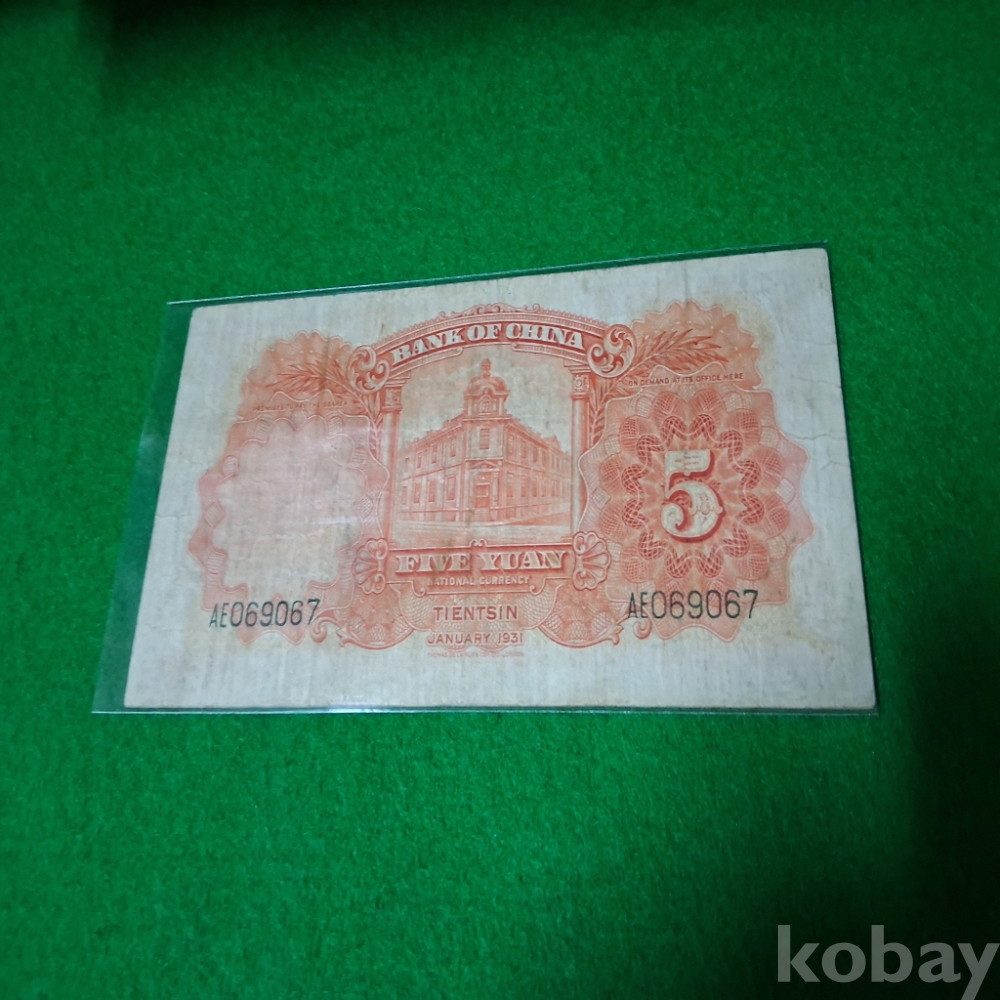 BANK OF CHINA
ON DEMAND AT ITS OFFICE HERE
5
FIVE YUAN
NATIONAL CURRENCY
AE069067
AE069067
TIENTSIN
JANUARY 1931
kobay